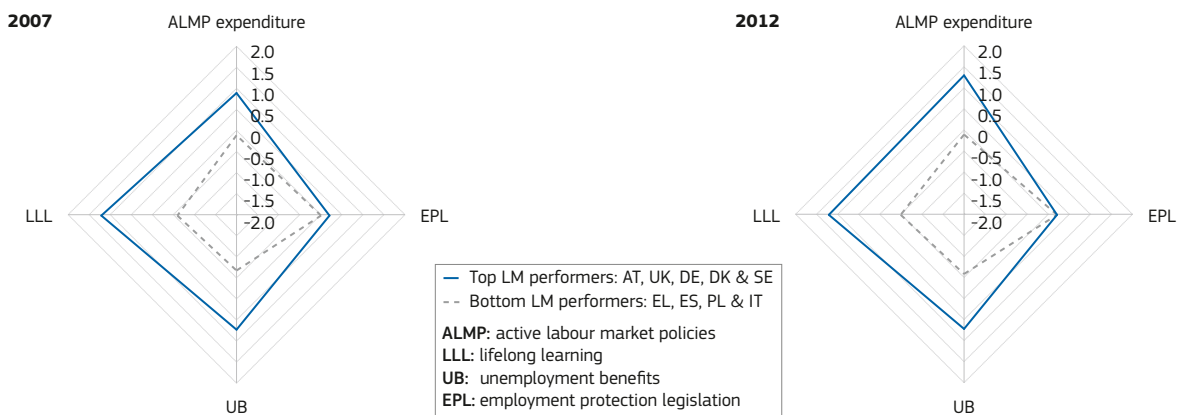 2007
ALMP expenditure
2.0
1.5
1.0
0.5
0
-0.5
-1.0
-1.5
-2.0
LLL
EPL
UB
2012
ALMP expenditure
2.0
1.5
1.0
0.5
0
-0.5
-1.0
-1.5
-2.0
LLL
EPL
UB
Top LM performers: AT, UK, DE, DK & SE
Bottom LM performers: EL, ES, PL & IT
ALMP: active labour market policies
LLL: lifelong learning
UB: unemployment benefits
EPL: employment protection legislation